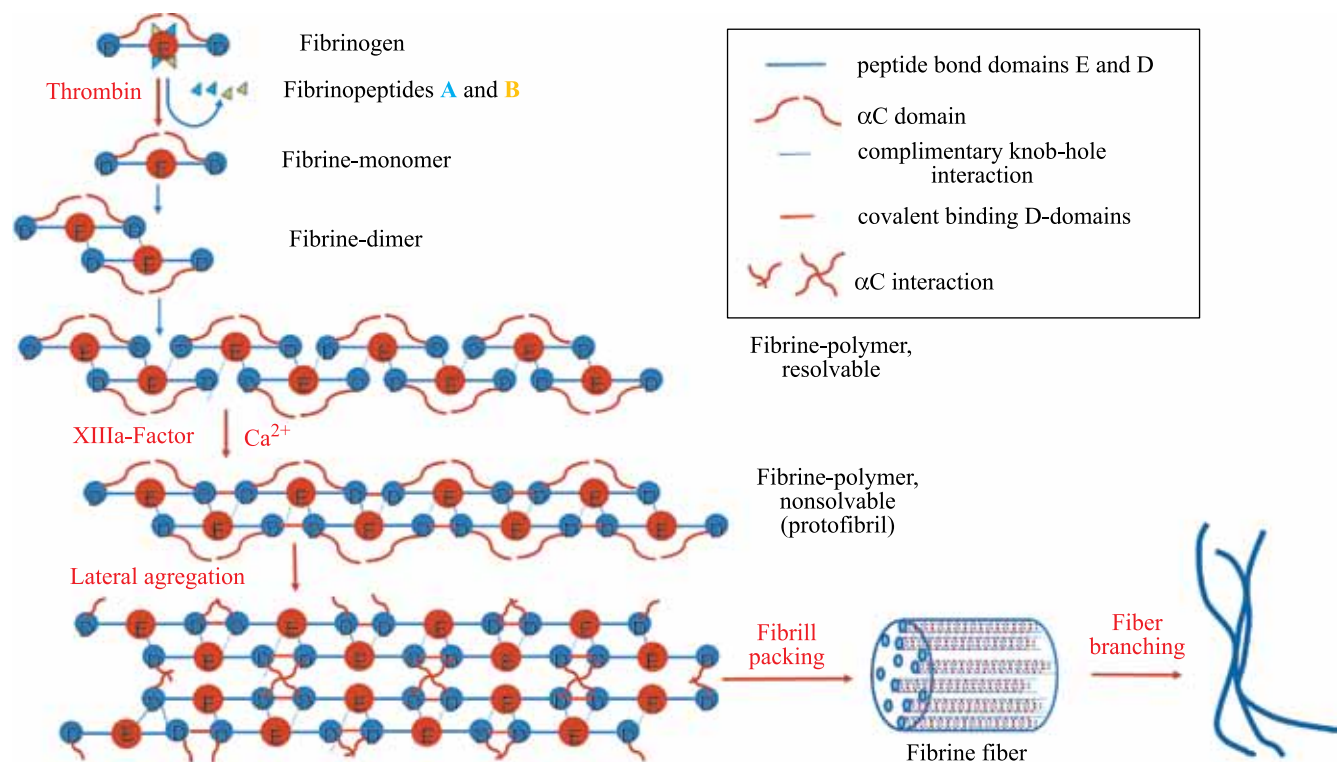 D E D
Fibrinogen
Thrombin
Fibrinopeptides A and B
D E D
Fibrine-monomer
D E D
D E D
Fibrine-dimer
D E D D E D D E D D E D
D E D D E D D E D D E D
Fibrine-polymer,
resolvable
XIIIa-Factor
Ca2+
D E D D E D D E D D E D
D E D D E D D E D D E D
Fibrine-polymer,
nonsolvable
(protofibril)
Lateral agregation
D E D D E D D E D D E D
D E D D E D D E D D E D
D E D D E D D E D D E D
D E D D E D D E D D E D
Fibrill
packing
Fibrine fiber
Fiber
branching
peptide bond domains E and D
αC domain
complimentary knob-hole
interaction
covalent binding D-domains
αC interaction